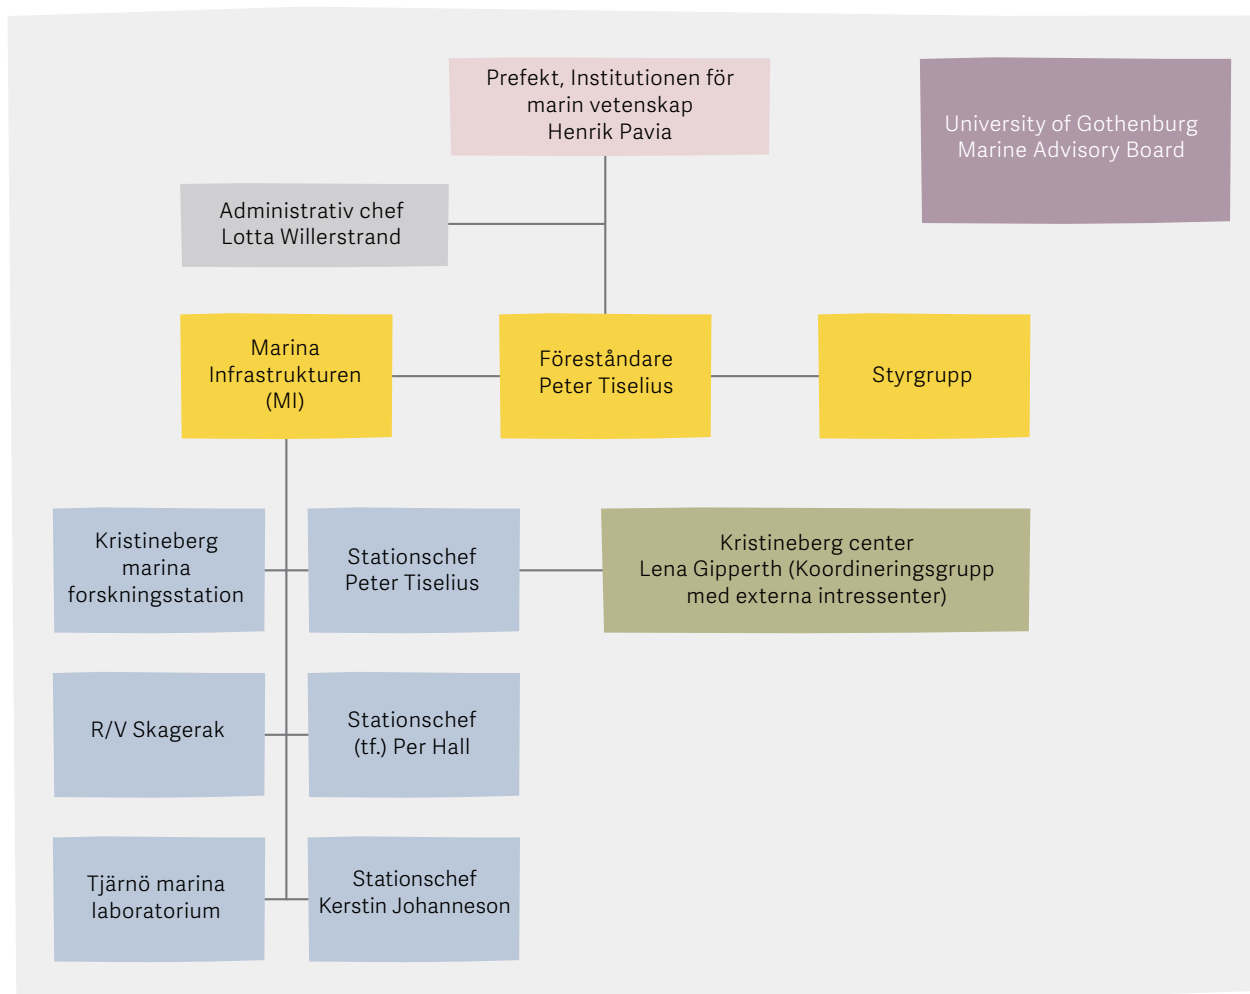 Prefekt, Institutionen för
marin vetenskap
Henrik Pavia
University of Gothenburg
Marine Advisory Board
Administrativ chef
Lotta Willerstrand
Marina
Infrastrukturen
(MI)
Föreståndare
Peter Tiselius
Styrgrupp
Kristineberg
marina
forskningsstation
Stationschef
Peter Tiselius
Kristineberg center
Lena Gipperth (Koordineringsgrupp
med externa intressenter)
R/V Skagerak
Stationschef
(tf.) Per Hall
Tjärnö marina
laboratorium
Stationschef
Kerstin Johanneson